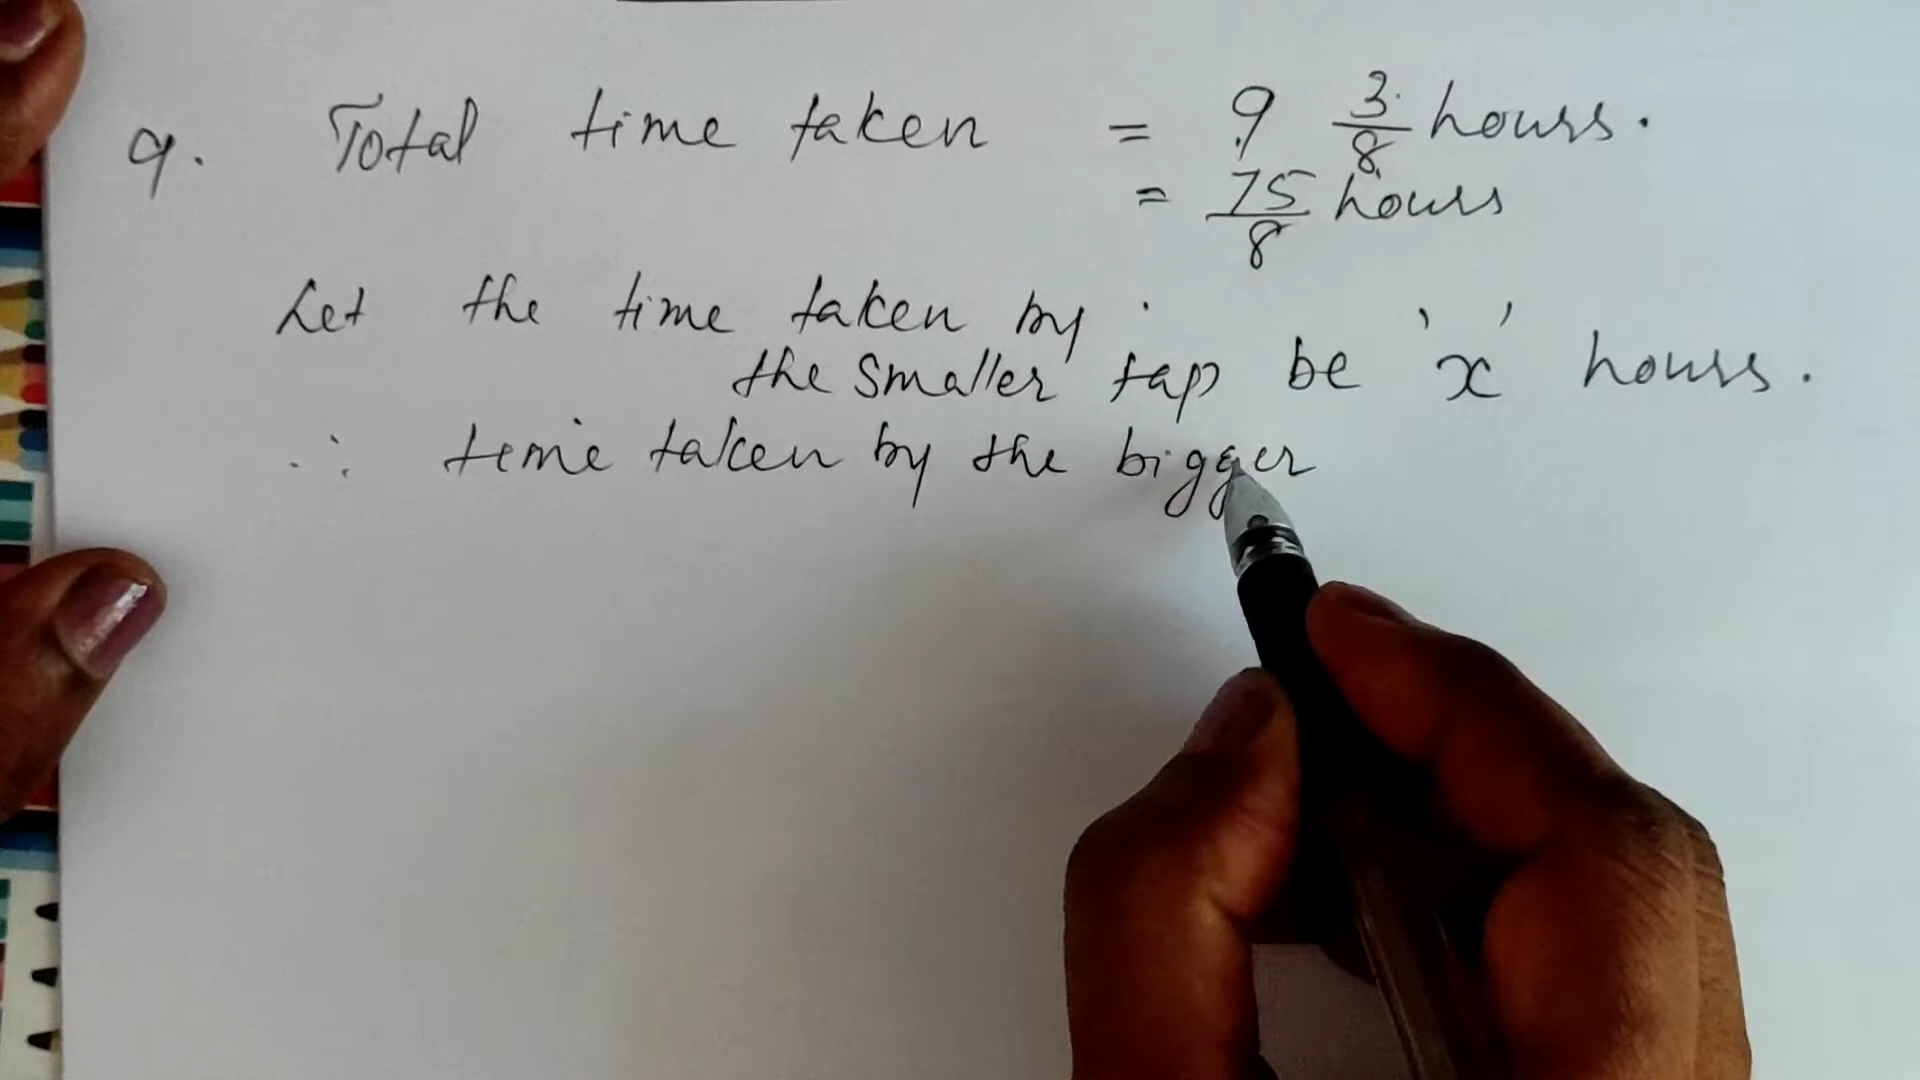 9. Total time taken = 9 3/8 hours.
= 75/8 hours
Let the time taken by
the smaller tap be 'x' hours.
∴ time taken by the bigger